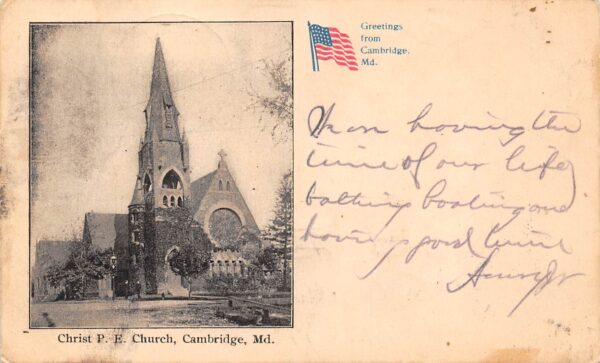 Greetings
from
Cambridge,
Md.
having the
time of our life
bathing boating and
having good time
Christ P. E. Church, Cambridge, Md.